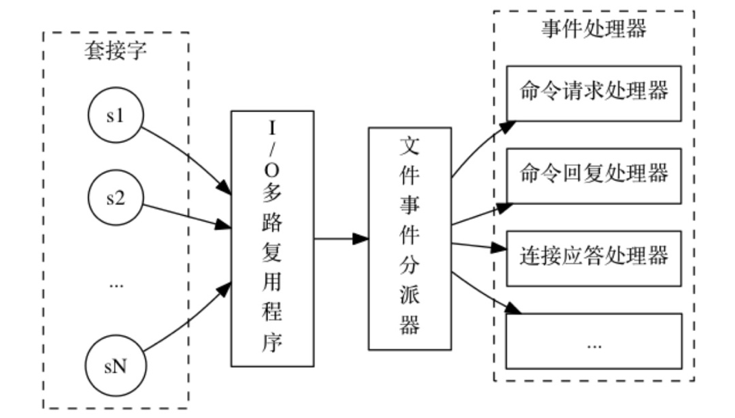 套接字
s1
s2
...
sN
I/O多路复用程序
文件事件分派器
事件处理器
命令请求处理器
命令回复处理器
连接应答处理器
...